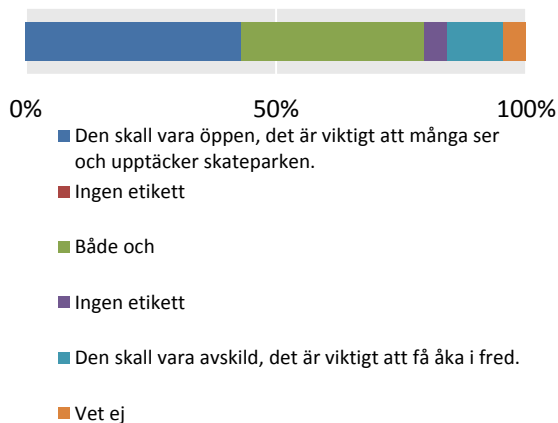 0% 50% 100%
Den skall vara öppen, det är viktigt att många ser
och upptäcker skateparken.
Ingen etikett
Både och
Ingen etikett
Den skall vara avskild, det är viktigt att få åka i fred.
Vet ej